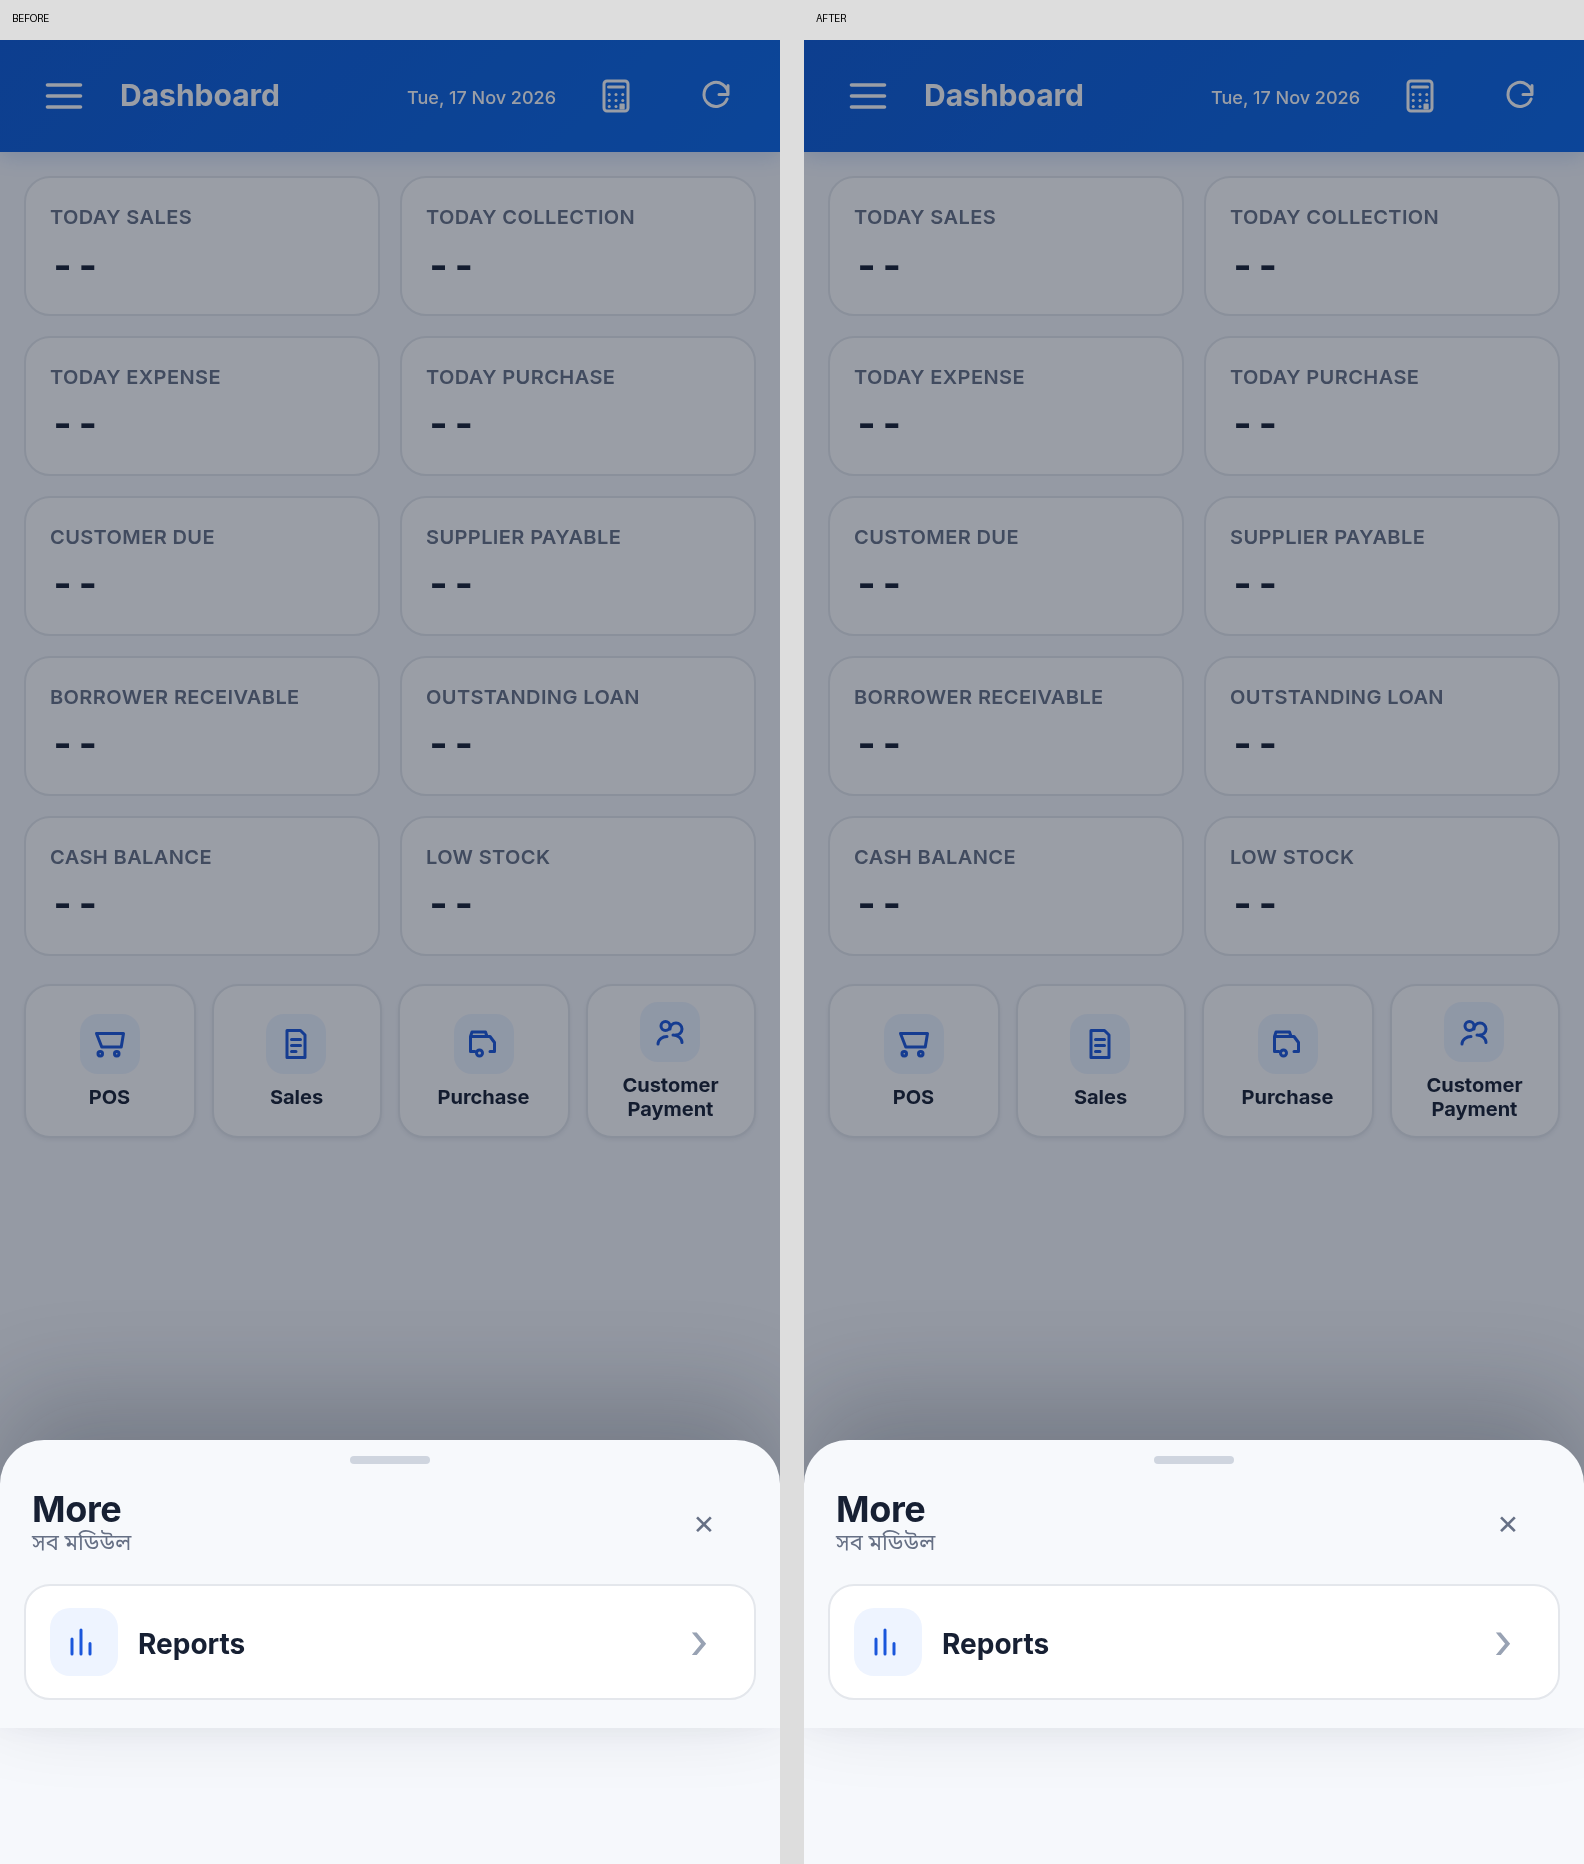 BEFORE
Dashboard
Tue, 17 Nov 2026
TODAY SALES
TODAY COLLECTION
--
--
TODAY EXPENSE
TODAY PURCHASE
--
--
CUSTOMER DUE
SUPPLIER PAYABLE
--
--
BORROWER RECEIVABLE
OUTSTANDING LOAN
--
--
CASH BALANCE
LOW STOCK
--
--
POS
Sales
Purchase
Customer
Payment
More
সব মডিউল
Reports
AFTER
Dashboard
Tue, 17 Nov 2026
TODAY SALES
TODAY COLLECTION
--
--
TODAY EXPENSE
TODAY PURCHASE
--
--
CUSTOMER DUE
SUPPLIER PAYABLE
--
--
BORROWER RECEIVABLE
OUTSTANDING LOAN
--
--
CASH BALANCE
LOW STOCK
--
--
POS
Sales
Purchase
Customer
Payment
More
সব মডিউল
Reports